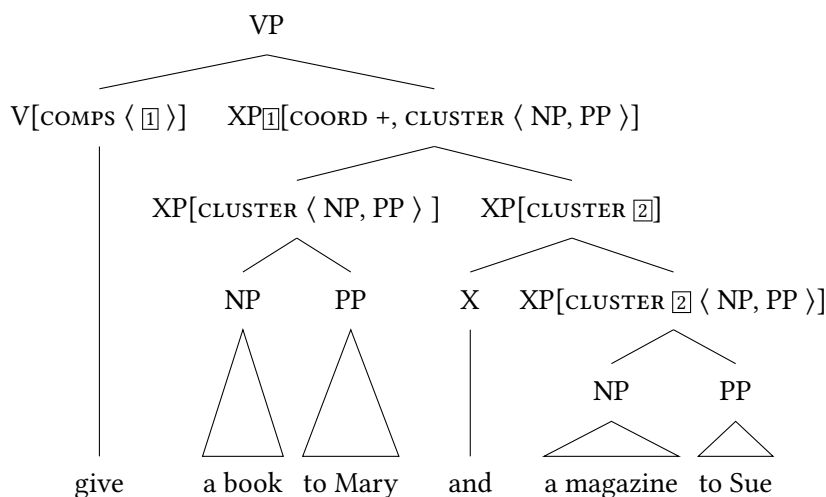 VP
V[COMPS ⟨ 1 ⟩] XP1[COORD +, CLUSTER ⟨ NP, PP ⟩]
XP[CLUSTER ⟨ NP, PP ⟩ ] XP[CLUSTER 2]
NP PP X XP[CLUSTER 2 ⟨ NP, PP ⟩]
NP PP
give a book to Mary and a magazine to Sue